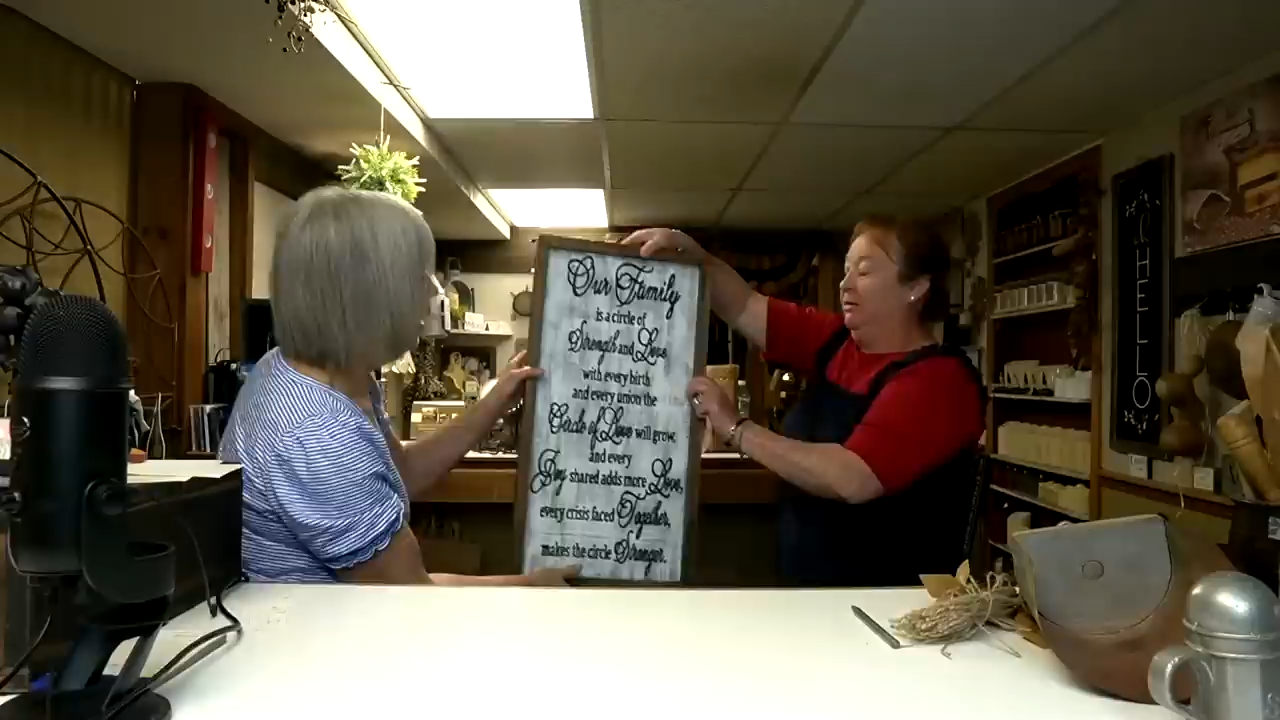 Our Family
is a circle of
Strength and Love
with every birth
and every union the
Circle of Love will grow,
and every
Joy shared adds more Love,
every crisis faced Together,
makes the circle Stronger.
HELLO